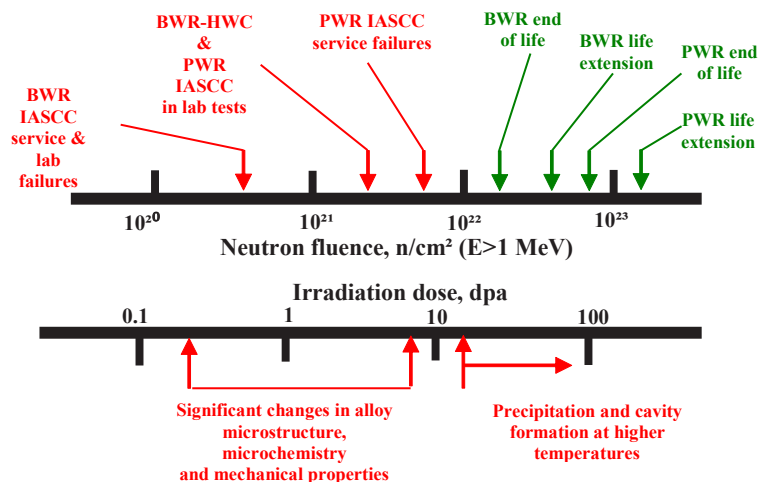 BWR
IASCC
service &
lab
failures
BWR-HWC
&
PWR
IASCC
in lab tests
PWR IASCC
service failures
BWR end
of life
BWR life
extension
PWR end
of life
PWR life
extension
10²⁰
10²¹
10²²
10²³
Neutron fluence, n/cm² (E>1 MeV)
Irradiation dose, dpa
0.1
1
10
100
Significant changes in alloy
microstructure,
microchemistry
and mechanical properties
Precipitation and cavity
formation at higher
temperatures